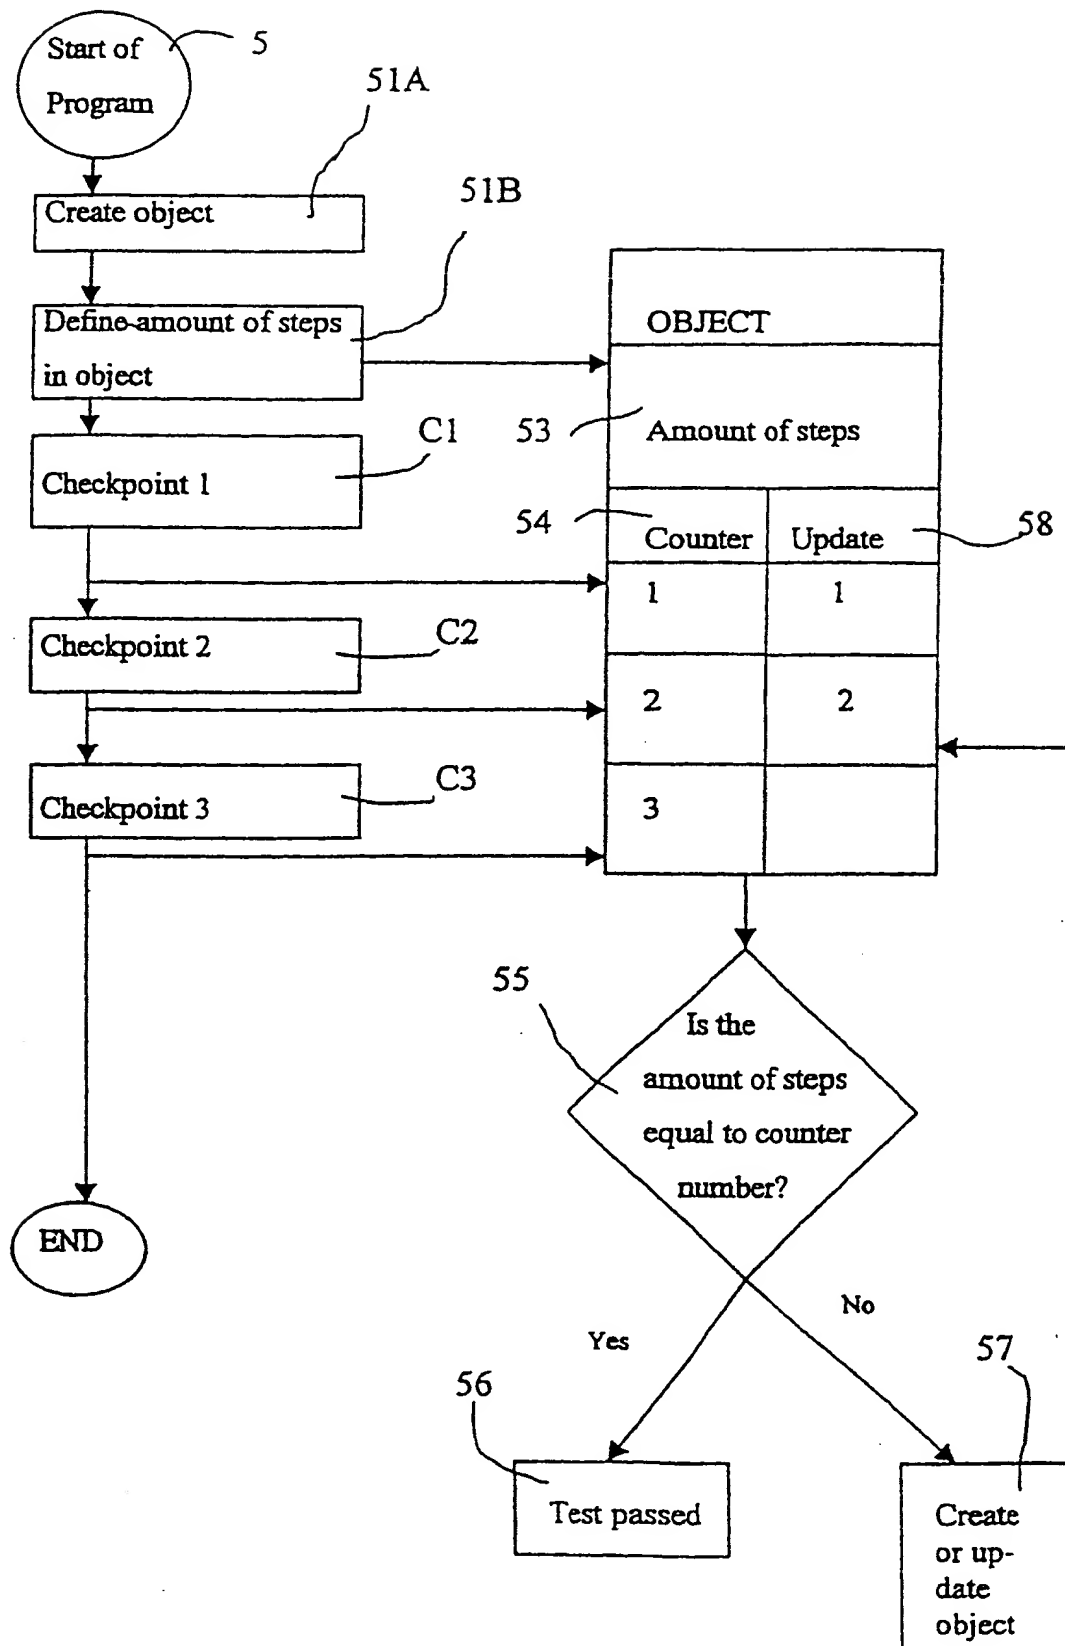 Start of
Program
5
51A
Create object
51B
Define amount of steps
in object
C1
Checkpoint 1
C2
Checkpoint 2
C3
Checkpoint 3
END
OBJECT
53
Amount of steps
54
Counter
Update
58
1
1
2
2
3
55
Is the
amount of steps
equal to counter
number?
Yes
No
56
Test passed
57
Create
or up-
date
object